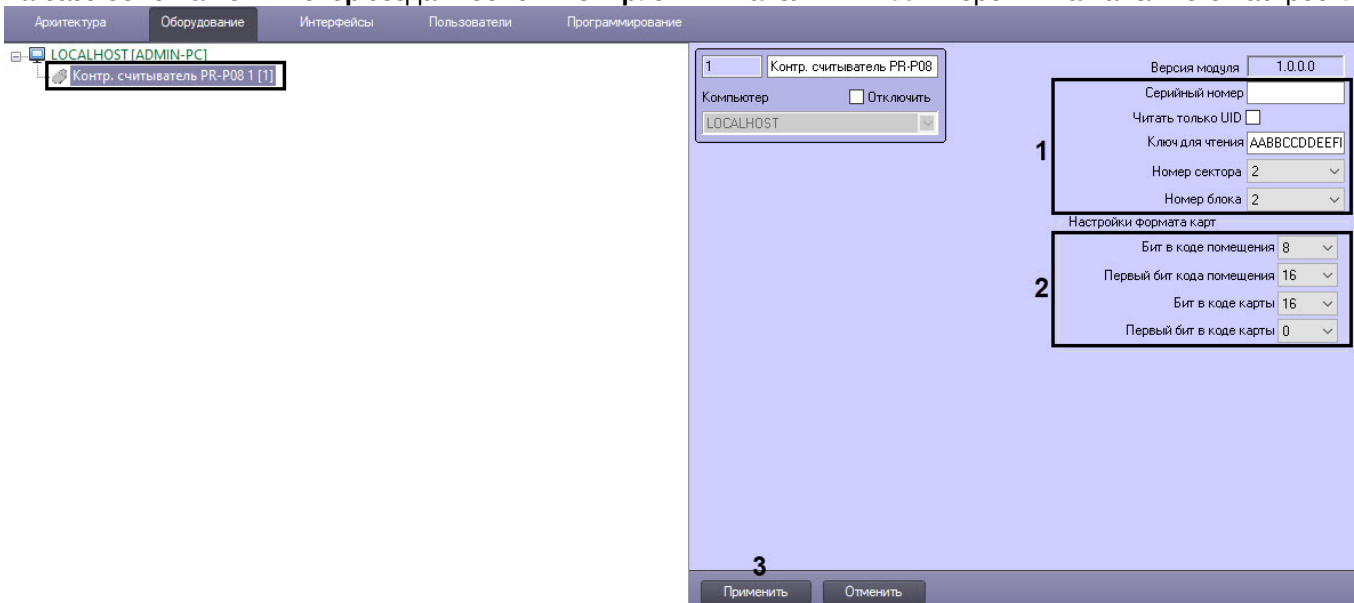 Архитектура Оборудование Интерфейсы Пользователи Программирование
LOCALHOST [ADMIN-PC]
Контр. считыватель PR-P08 1 [1]
1 Контр. считыватель PR-P08
Компьютер Отключить
LOCALHOST
Версия модуля 1.0.0.0
1
Серийный номер
Читать только UID
Ключ для чтения AABBCCDDEEFI
Номер сектора 2
Номер блока 2
Настройки формата карт
2
Бит в коде помещения 8
Первый бит кода помещения 16
Бит в коде карты 16
Первый бит в коде карты 0
3
Применить Отменить